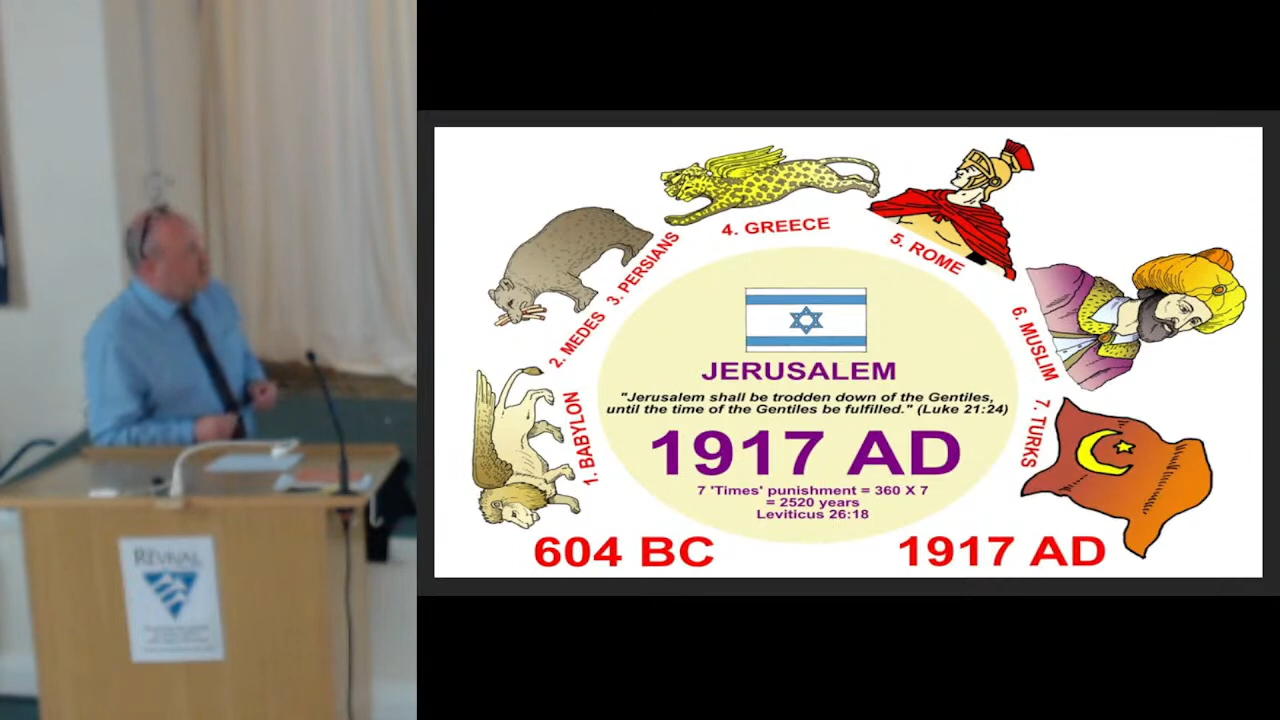 4. GREECE
5. ROME
2. MEDES 3. PERSIANS
6. MUSLIM
1. BABYLON
7. TURKS
JERUSALEM
"Jerusalem shall be trodden down of the Gentiles,
until the time of the Gentiles be fulfilled." (Luke 21:24)
1917 AD
7 'Times' punishment = 360 X 7
= 2520 years
Leviticus 26:18
604 BC
1917 AD
REVIVAL